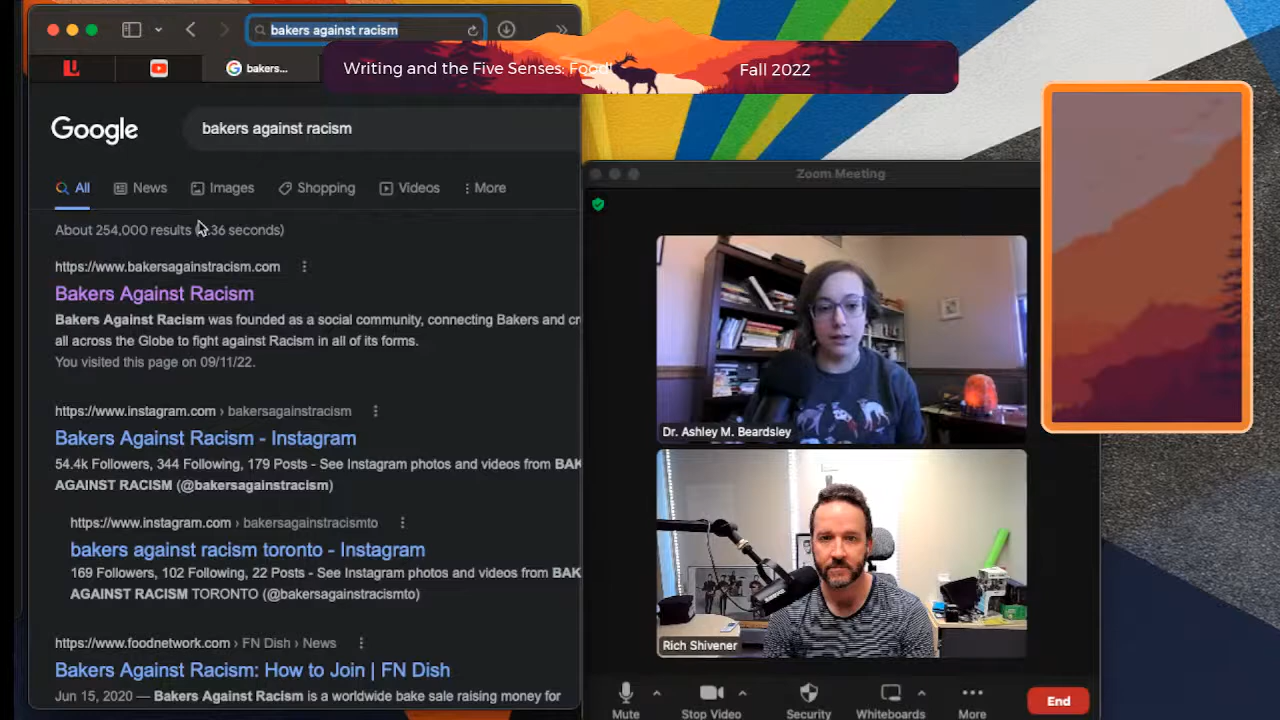 bakers against racism
bakers...
Writing and the Five Senses: Food!
Fall 2022
Google
bakers against racism
All
News
Images
Shopping
Videos
More
About 254,000 results (0.36 seconds)
https://www.bakersagainstracism.com
Bakers Against Racism
Bakers Against Racism was founded as a social community, connecting Bakers and
all across the Globe to fight against Racism in all of its forms.
You visited this page on 09/11/22.
https://www.instagram.com › bakersagainstracism
Bakers Against Racism - Instagram
54.4k Followers, 344 Following, 179 Posts - See Instagram photos and videos from BAK
AGAINST RACISM (@bakersagainstracism)
https://www.instagram.com › bakersagainstracismto
bakers against racism toronto - Instagram
169 Followers, 102 Following, 22 Posts - See Instagram photos and videos from BAK
AGAINST RACISM TORONTO (@bakersagainstracismto)
https://www.foodnetwork.com › FN Dish › News
Bakers Against Racism: How to Join | FN Dish
Jun 15, 2020 — Bakers Against Racism is a worldwide bake sale raising money for
Zoom Meeting
Dr. Ashley M. Beardsley
Rich Shivener
Mute
Stop Video
Security
Whiteboards
More
End